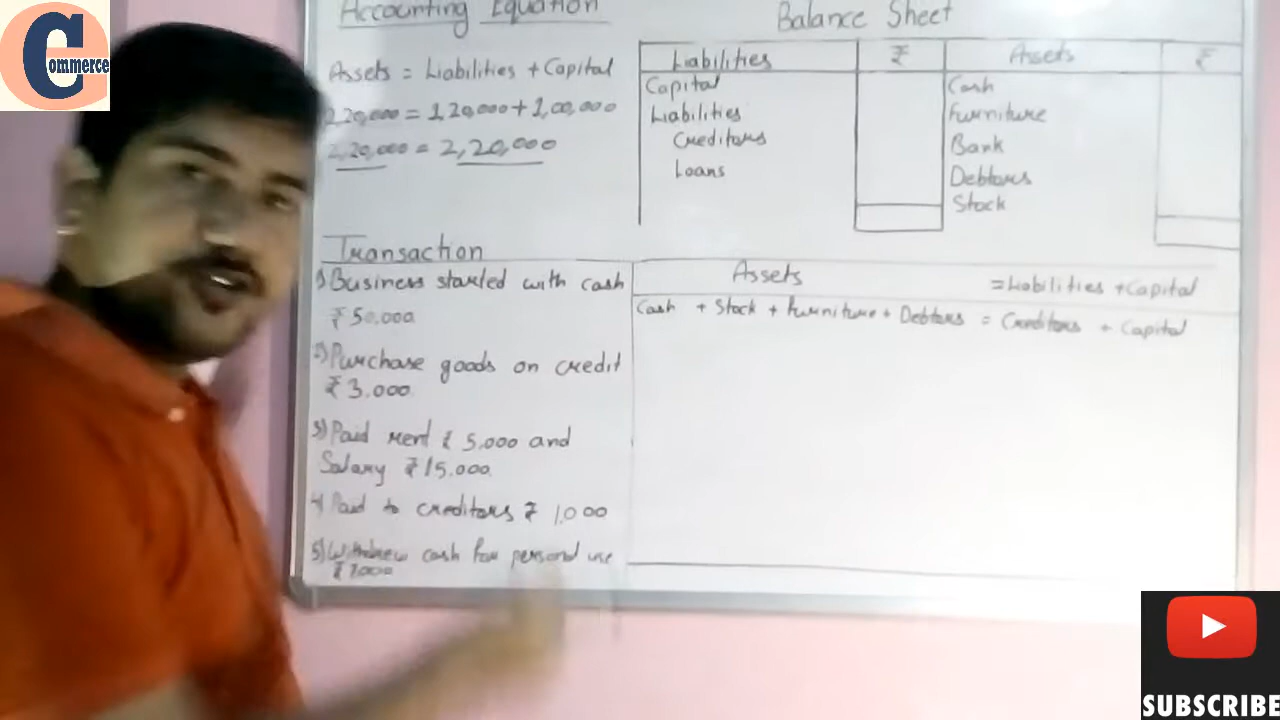 Commerce
Accounting Equation
Assets = Liabilities + Capital
2,20,000 = 1,20,000 + 1,00,000
2,20,000 = 2,20,000
Balance Sheet
Liabilities ₹ Assets ₹
Capital Cash
Liabilities Furniture
Creditors Bank
Loans Debtors
Stock
Transaction
1) Business started with cash
₹ 50.000
2) Purchase goods on credit
₹ 3.000
3) Paid rent ₹ 5,000 and
Salary ₹ 15.000
4) Paid to creditors ₹ 1,000
5) Withdrew cash for personal use
₹ 7000
Assets = Liabilities + Capital
Cash + Stock + Furniture + Debtors = Creditors + Capital
SUBSCRIBE